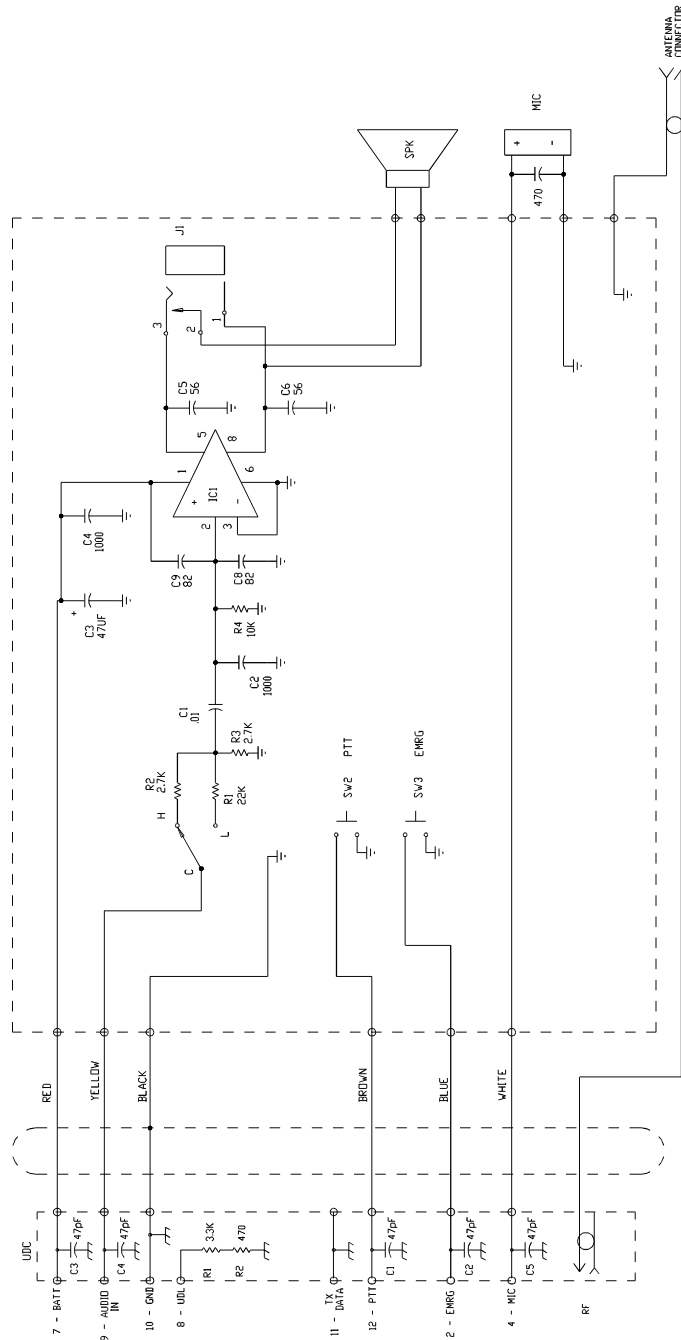 UDC
7 - BATT
C3
47pF
9 - AUDIO
IN
C4
47pF
10 - GND
8 - UDL
R1
3.3K
R2
470
11 - TX
DATA
12 - PTT
C1
47pF
2 - EMRG
C2
47pF
4 - MIC
C5
47pF
RF
RED
YELLOW
BLACK
BROWN
BLUE
WHITE
C
H
L
R2
2.7K
R1
22K
R3
2.7K
C1
.01
C2
1000
R4
10K
+
C3
47UF
C4
1000
C9
82
C8
82
2
3
+
-
IC1
1
6
5
8
C5
56
C6
56
3
2
1
J1
SW2
PTT
SW3
EMRG
SPK
470
+
-
MIC
ANTENNA
CONNECTOR